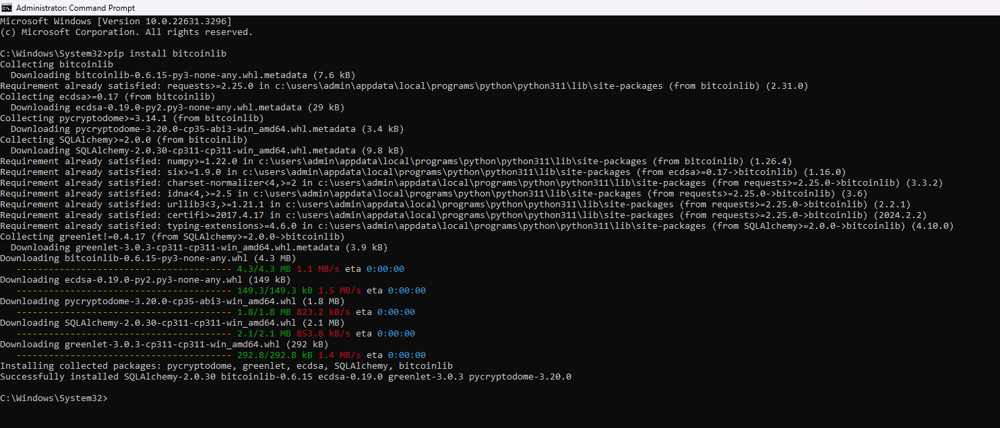 Administrator: Command Prompt
Microsoft Windows [Version 10.0.22631.3296]
(c) Microsoft Corporation. All rights reserved.
C:\Windows\System32>pip install bitcoinlib
Collecting bitcoinlib
  Downloading bitcoinlib-0.6.15-py3-none-any.whl.metadata (7.6 kB)
Requirement already satisfied: requests>=2.25.0 in c:\users\admin\appdata\local\programs\python\python311\lib\site-packages (from bitcoinlib) (2.31.0)
Collecting ecdsa>=0.17 (from bitcoinlib)
  Downloading ecdsa-0.19.0-py2.py3-none-any.whl.metadata (29 kB)
Collecting pycryptodome>=3.14.1 (from bitcoinlib)
  Downloading pycryptodome-3.20.0-cp35-abi3-win_amd64.whl.metadata (3.4 kB)
Collecting SQLAlchemy>=2.0.0 (from bitcoinlib)
  Downloading SQLAlchemy-2.0.30-cp311-cp311-win_amd64.whl.metadata (9.8 kB)
Requirement already satisfied: numpy>=1.22.0 in c:\users\admin\appdata\local\programs\python\python311\lib\site-packages (from bitcoinlib) (1.26.4)
Requirement already satisfied: six>=1.9.0 in c:\users\admin\appdata\local\programs\python\python311\lib\site-packages (from ecdsa>=0.17->bitcoinlib) (1.16.0)
Requirement already satisfied: charset-normalizer<4,>=2 in c:\users\admin\appdata\local\programs\python\python311\lib\site-packages (from requests>=2.25.0->bitcoinlib) (3.3.2)
Requirement already satisfied: idna<4,>=2.5 in c:\users\admin\appdata\local\programs\python\python311\lib\site-packages (from requests>=2.25.0->bitcoinlib) (3.6)
Requirement already satisfied: urllib3<3,>=1.21.1 in c:\users\admin\appdata\local\programs\python\python311\lib\site-packages (from requests>=2.25.0->bitcoinlib) (2.2.1)
Requirement already satisfied: certifi>=2017.4.17 in c:\users\admin\appdata\local\programs\python\python311\lib\site-packages (from requests>=2.25.0->bitcoinlib) (2024.2.2)
Requirement already satisfied: typing-extensions>=4.6.0 in c:\users\admin\appdata\local\programs\python\python311\lib\site-packages (from SQLAlchemy>=2.0.0->bitcoinlib) (4.10.0)
Collecting greenlet!=0.4.17 (from SQLAlchemy>=2.0.0->bitcoinlib)
  Downloading greenlet-3.0.3-cp311-cp311-win_amd64.whl.metadata (3.9 kB)
Downloading bitcoinlib-0.6.15-py3-none-any.whl (4.3 MB)
   ---------------------------------------- 4.3/4.3 MB 1.1 MB/s eta 0:00:00
Downloading ecdsa-0.19.0-py2.py3-none-any.whl (149 kB)
   ---------------------------------------- 149.3/149.3 kB 1.5 MB/s eta 0:00:00
Downloading pycryptodome-3.20.0-cp35-abi3-win_amd64.whl (1.8 MB)
   ---------------------------------------- 1.8/1.8 MB 823.2 kB/s eta 0:00:00
Downloading SQLAlchemy-2.0.30-cp311-cp311-win_amd64.whl (2.1 MB)
   ---------------------------------------- 2.1/2.1 MB 853.8 kB/s eta 0:00:00
Downloading greenlet-3.0.3-cp311-cp311-win_amd64.whl (292 kB)
   ---------------------------------------- 292.8/292.8 kB 1.4 MB/s eta 0:00:00
Installing collected packages: pycryptodome, greenlet, ecdsa, SQLAlchemy, bitcoinlib
Successfully installed SQLAlchemy-2.0.30 bitcoinlib-0.6.15 ecdsa-0.19.0 greenlet-3.0.3 pycryptodome-3.20.0
C:\Windows\System32>